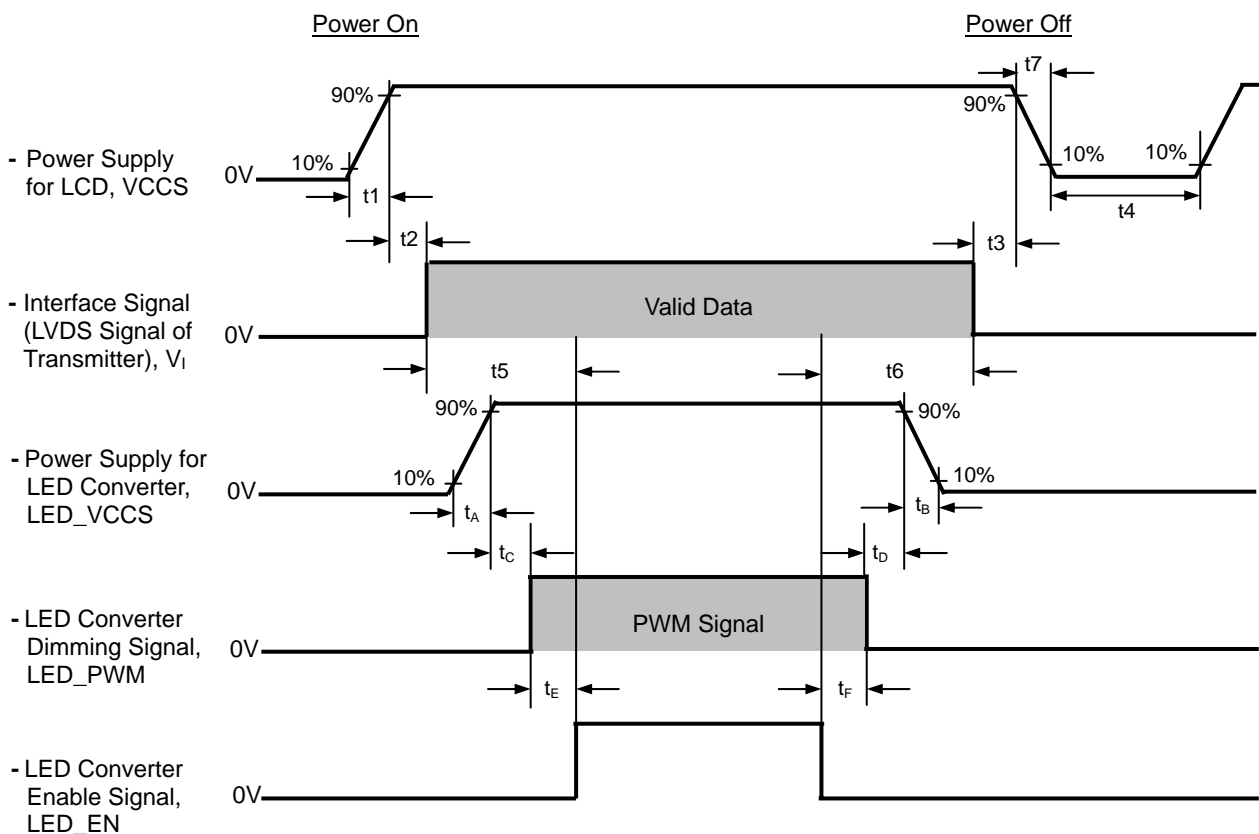 Power On
Power Off
t7
90%
90%
10%
10%
10%
- Power Supply
for LCD, VCCS
0V
t1
t4
t2
t3
- Interface Signal
(LVDS Signal of
Transmitter), VI
0V
Valid Data
t5
t6
90%
90%
- Power Supply for
LED Converter,
LED_VCCS
10%
10%
0V
tA
tB
tC
tD
- LED Converter
Dimming Signal,
LED_PWM
0V
PWM Signal
tE
tF
- LED Converter
Enable Signal,
LED_EN
0V